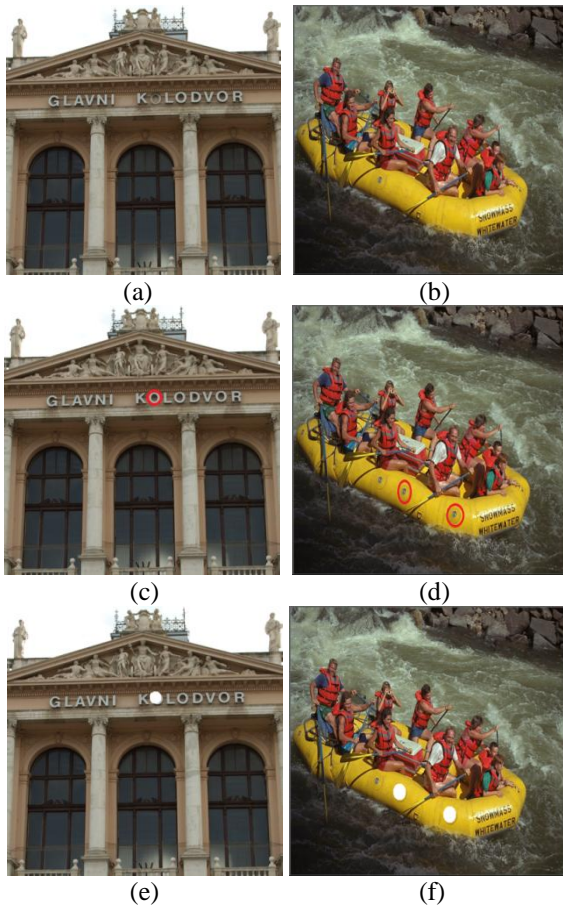 GLAVNI KOLODVOR
SNOWMASS
WHITEWATER
(a)
(b)
GLAVNI KOLODVOR
SNOWMASS
WHITEWATER
(c)
(d)
GLAVNI K LODVOR
SNOWMASS
WHITEWATER
(e)
(f)